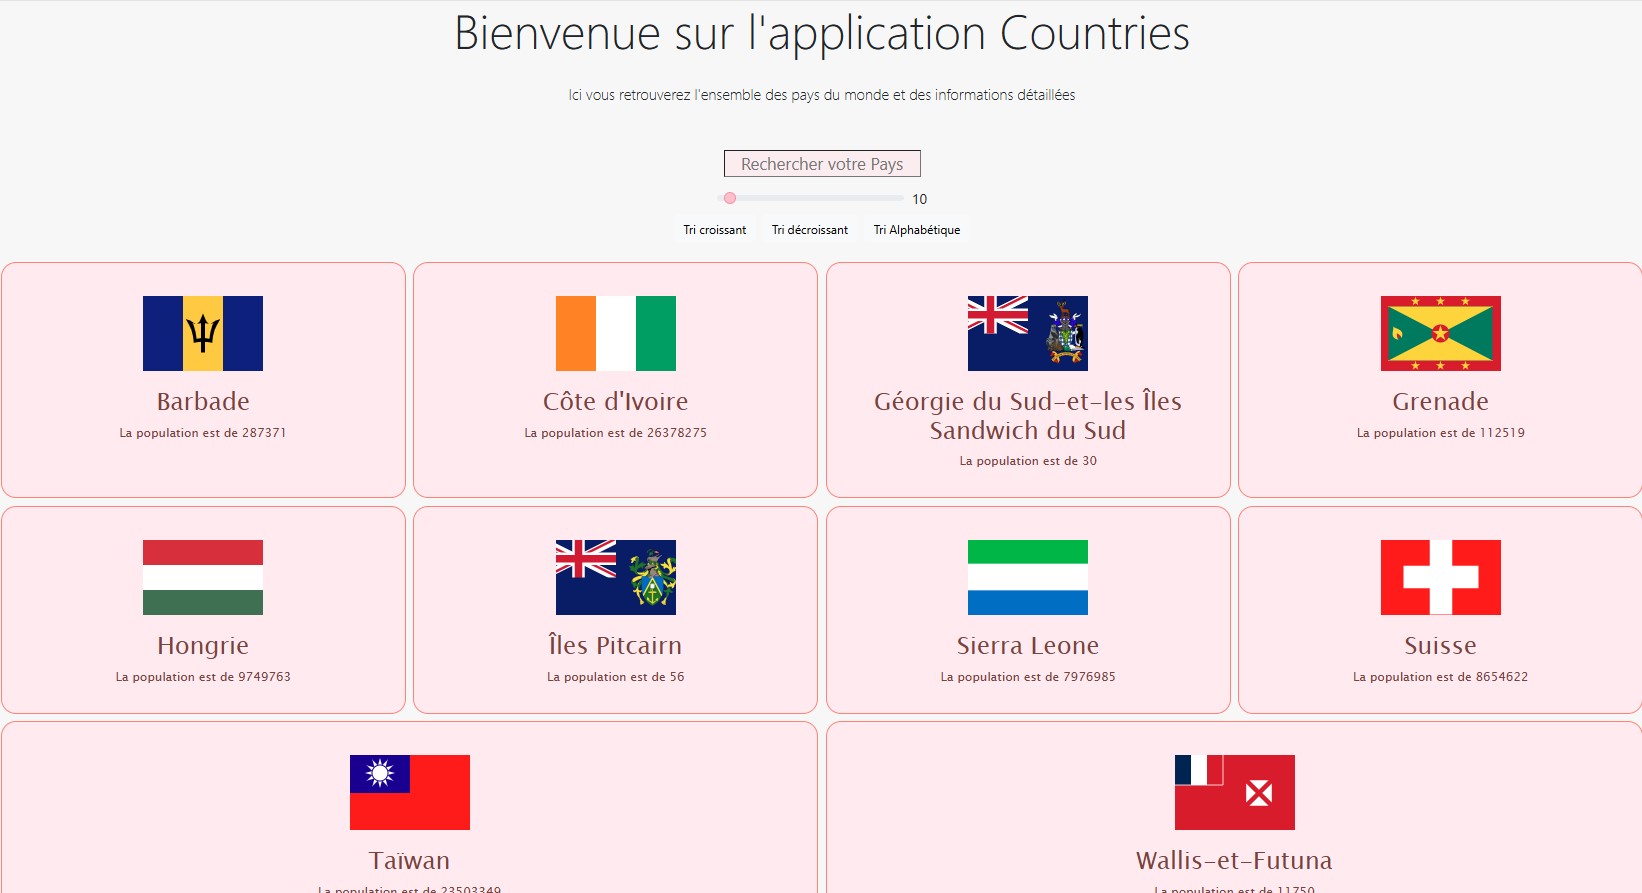 Bienvenue sur l'application Countries
Ici vous retrouverez l'ensemble des pays du monde et des informations détaillées
Rechercher votre Pays
10
Tri croissant
Tri décroissant
Tri Alphabétique
Barbade
La population est de 287371
Côte d'Ivoire
La population est de 26378275
Géorgie du Sud-et-les Îles
Sandwich du Sud
La population est de 30
Grenade
La population est de 112519
Hongrie
La population est de 9749763
Îles Pitcairn
La population est de 56
Sierra Leone
La population est de 7976985
Suisse
La population est de 8654622
Taïwan
La population est de 23503349
Wallis-et-Futuna
La population est de 11750